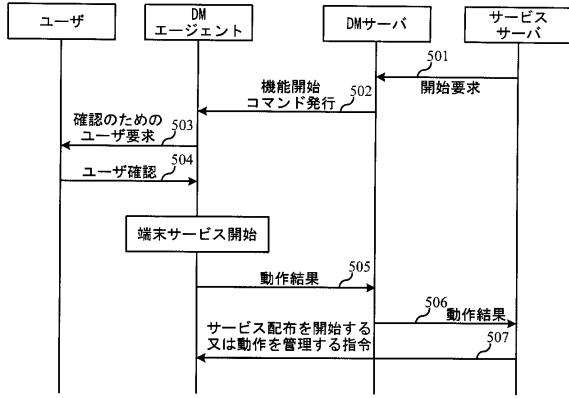 ユーザ
DM
エージェント
DMサーバ
サービス
サーバ
501
開始要求
機能開始
コマンド発行
502
確認のための
ユーザ要求
503
504
ユーザ確認
端末サービス開始
505
動作結果
506
動作結果
サービス配布を開始する
又は動作を管理する指令
507